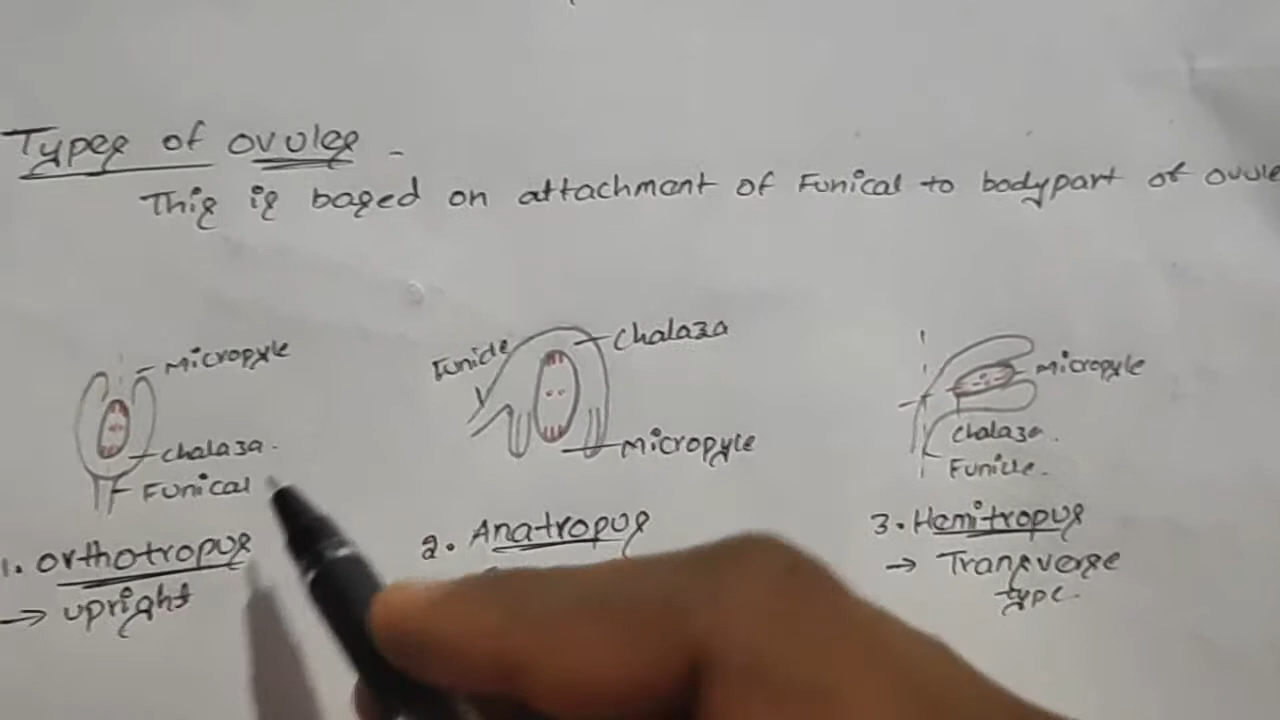 Types of ovules -
This is based on attachment of Funical to bodypart of ovule
Micropyle
chalaza.
Funical
1. Orthotropus
→ upright
Funicle
Chalaza
Micropyle
2. Anatropus
Micropyle
Chalaza.
Funicle.
3. Hemitropus
→ Transverse
type.